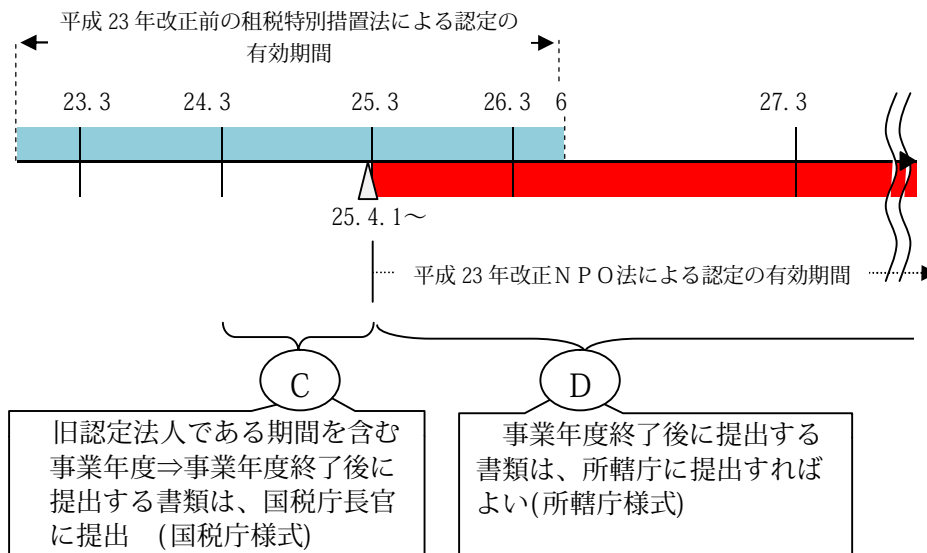 平成 23 年改正前の租税特別措置法による認定の
有効期間
23. 3 24. 3 25. 3 26. 3 6 27. 3
25. 4. 1～
平成 23 年改正ＮＰＯ法による認定の有効期間
C D
旧認定法人である期間を含む
事業年度⇒事業年度終了後に
提出する書類は、国税庁長官
に提出　(国税庁様式)
事業年度終了後に提出する
書類は、所轄庁に提出すれば
よい(所轄庁様式)